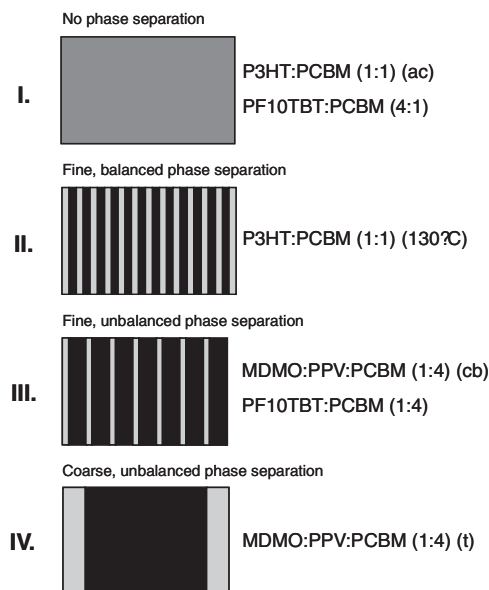 No phase separation
I.
P3HT:PCBM (1:1) (ac)
PF10TBT:PCBM (4:1)
Fine, balanced phase separation
II.
P3HT:PCBM (1:1) (130?C)
Fine, unbalanced phase separation
III.
MDMO:PPV:PCBM (1:4) (cb)
PF10TBT:PCBM (1:4)
Coarse, unbalanced phase separation
IV.
MDMO:PPV:PCBM (1:4) (t)